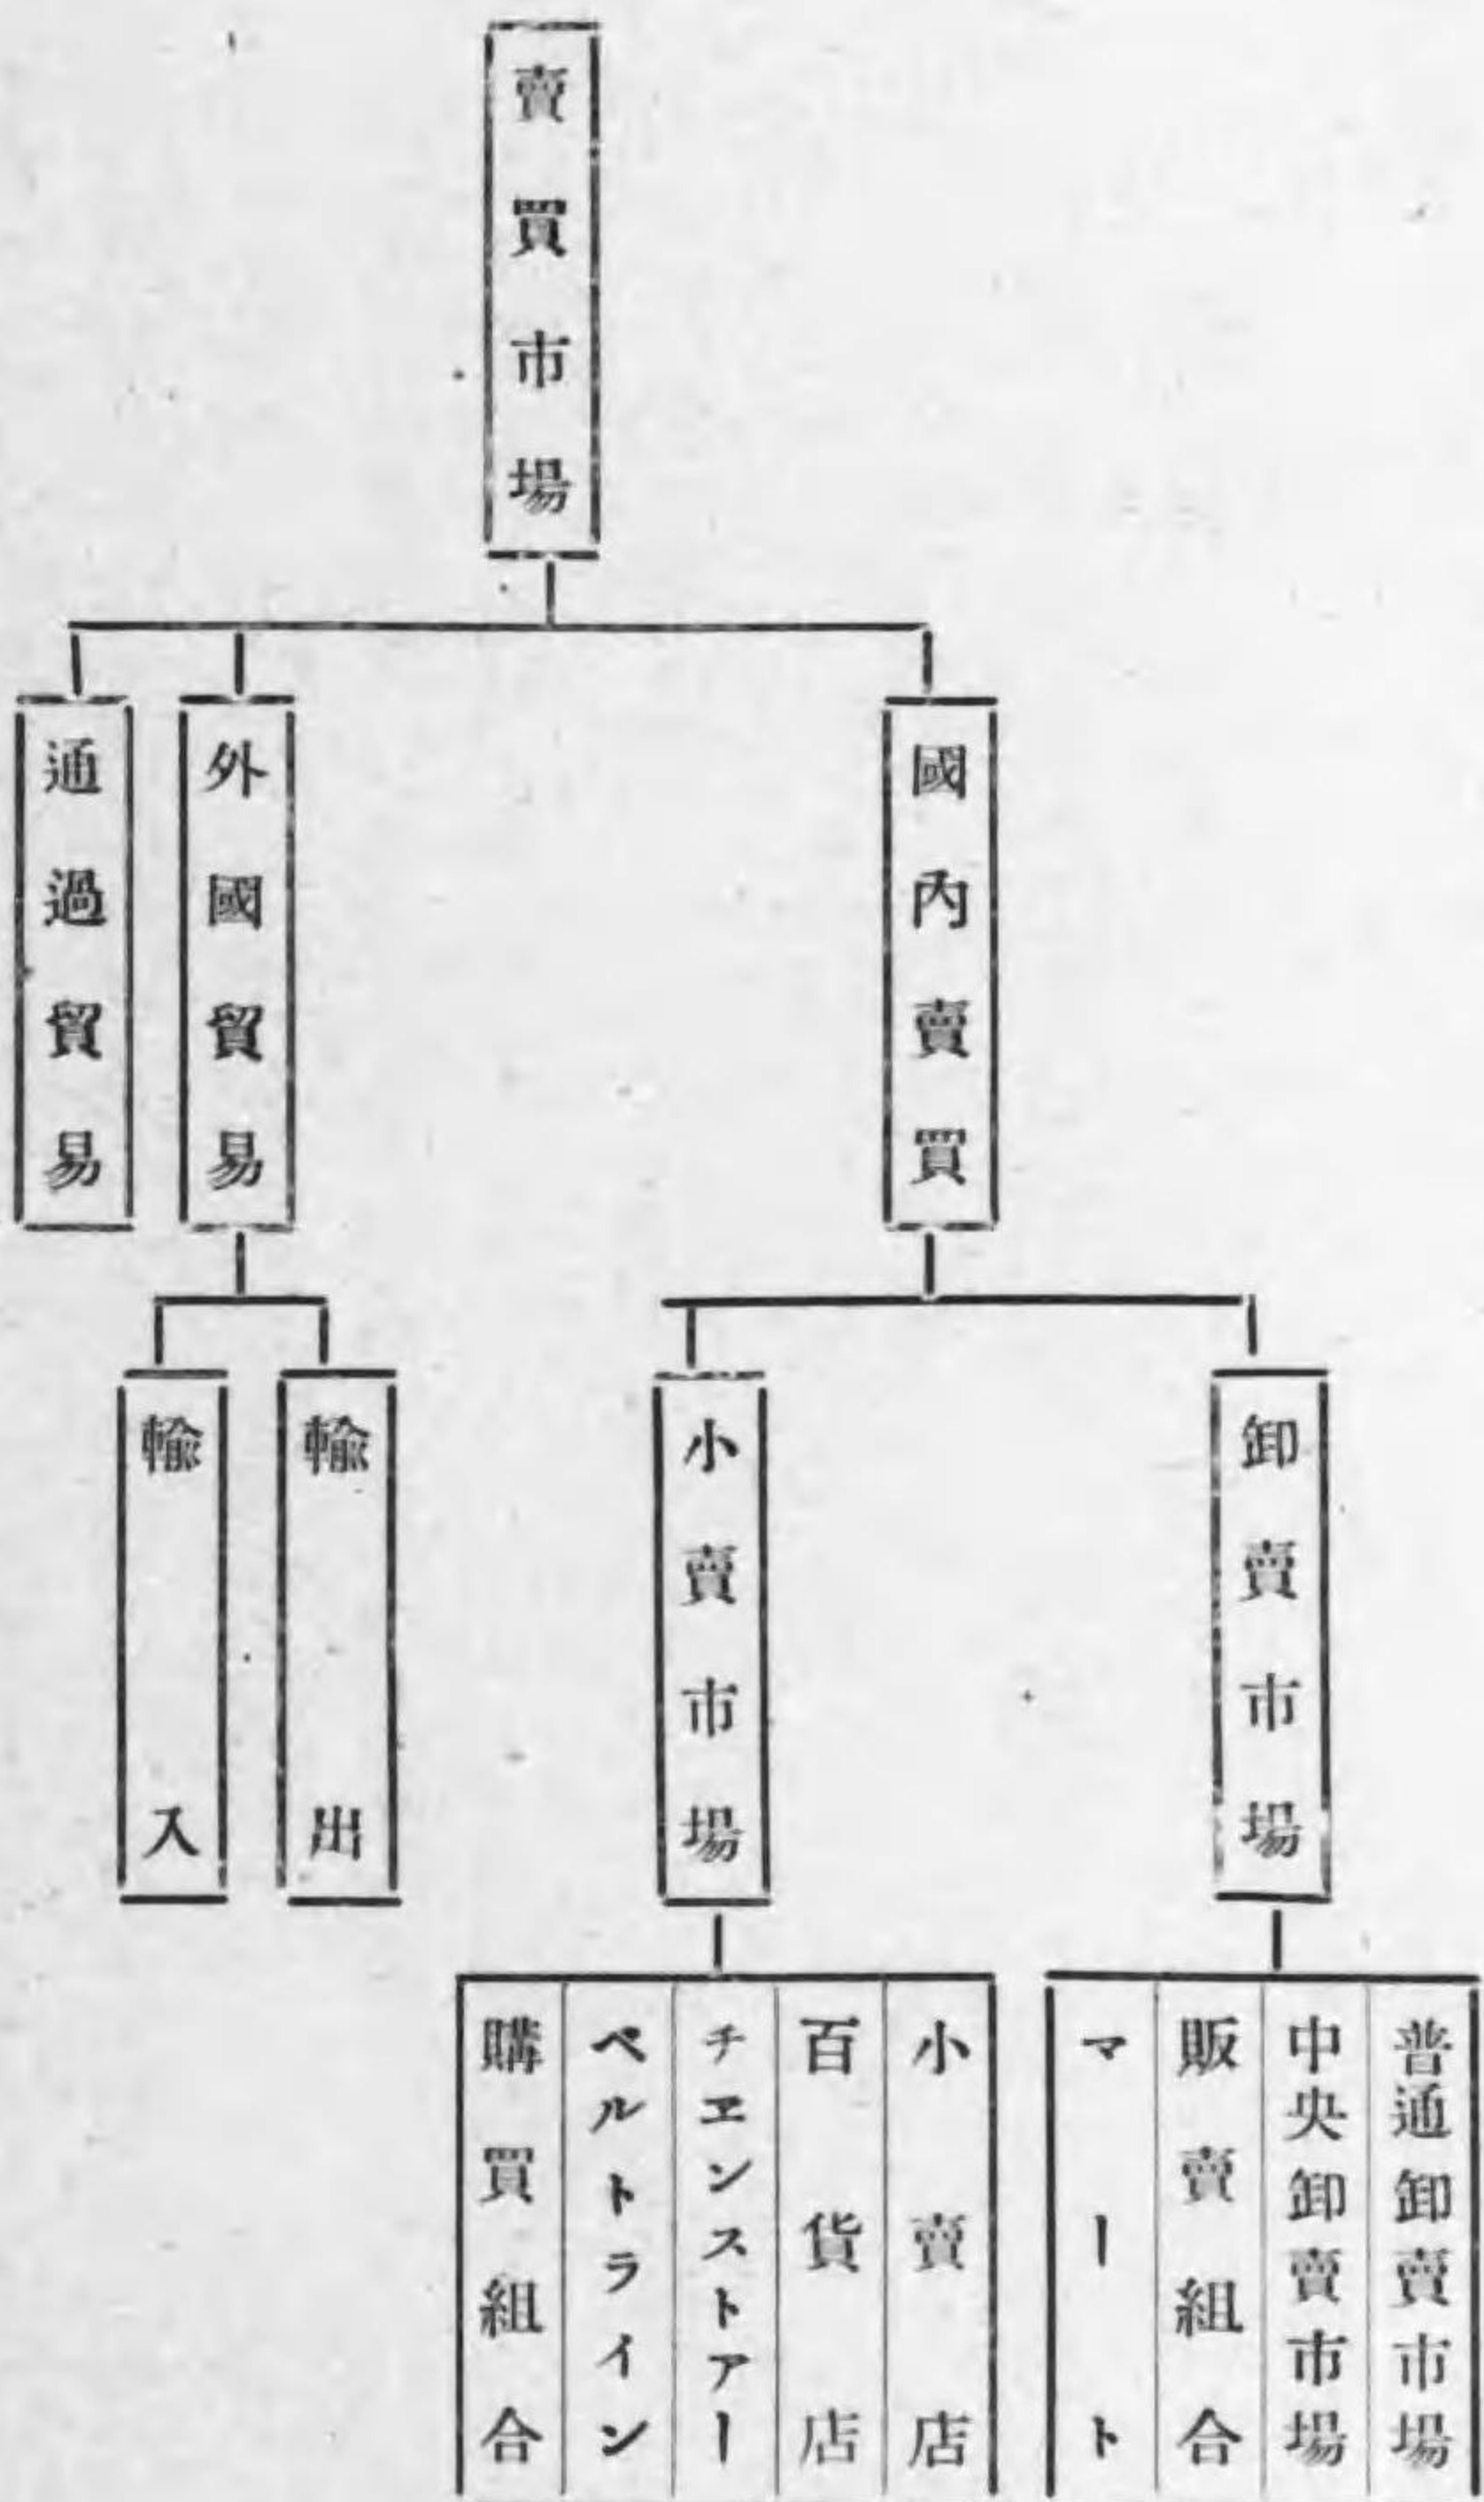 賣買市場
國內賣買
外國貿易
通過貿易
卸賣市場
小賣市場
輸出
輸入
普通卸賣市場
中央卸賣市場
販賣組合
マート
小賣店
百貨店
チヱンストアー
ベルトライン
購買組合